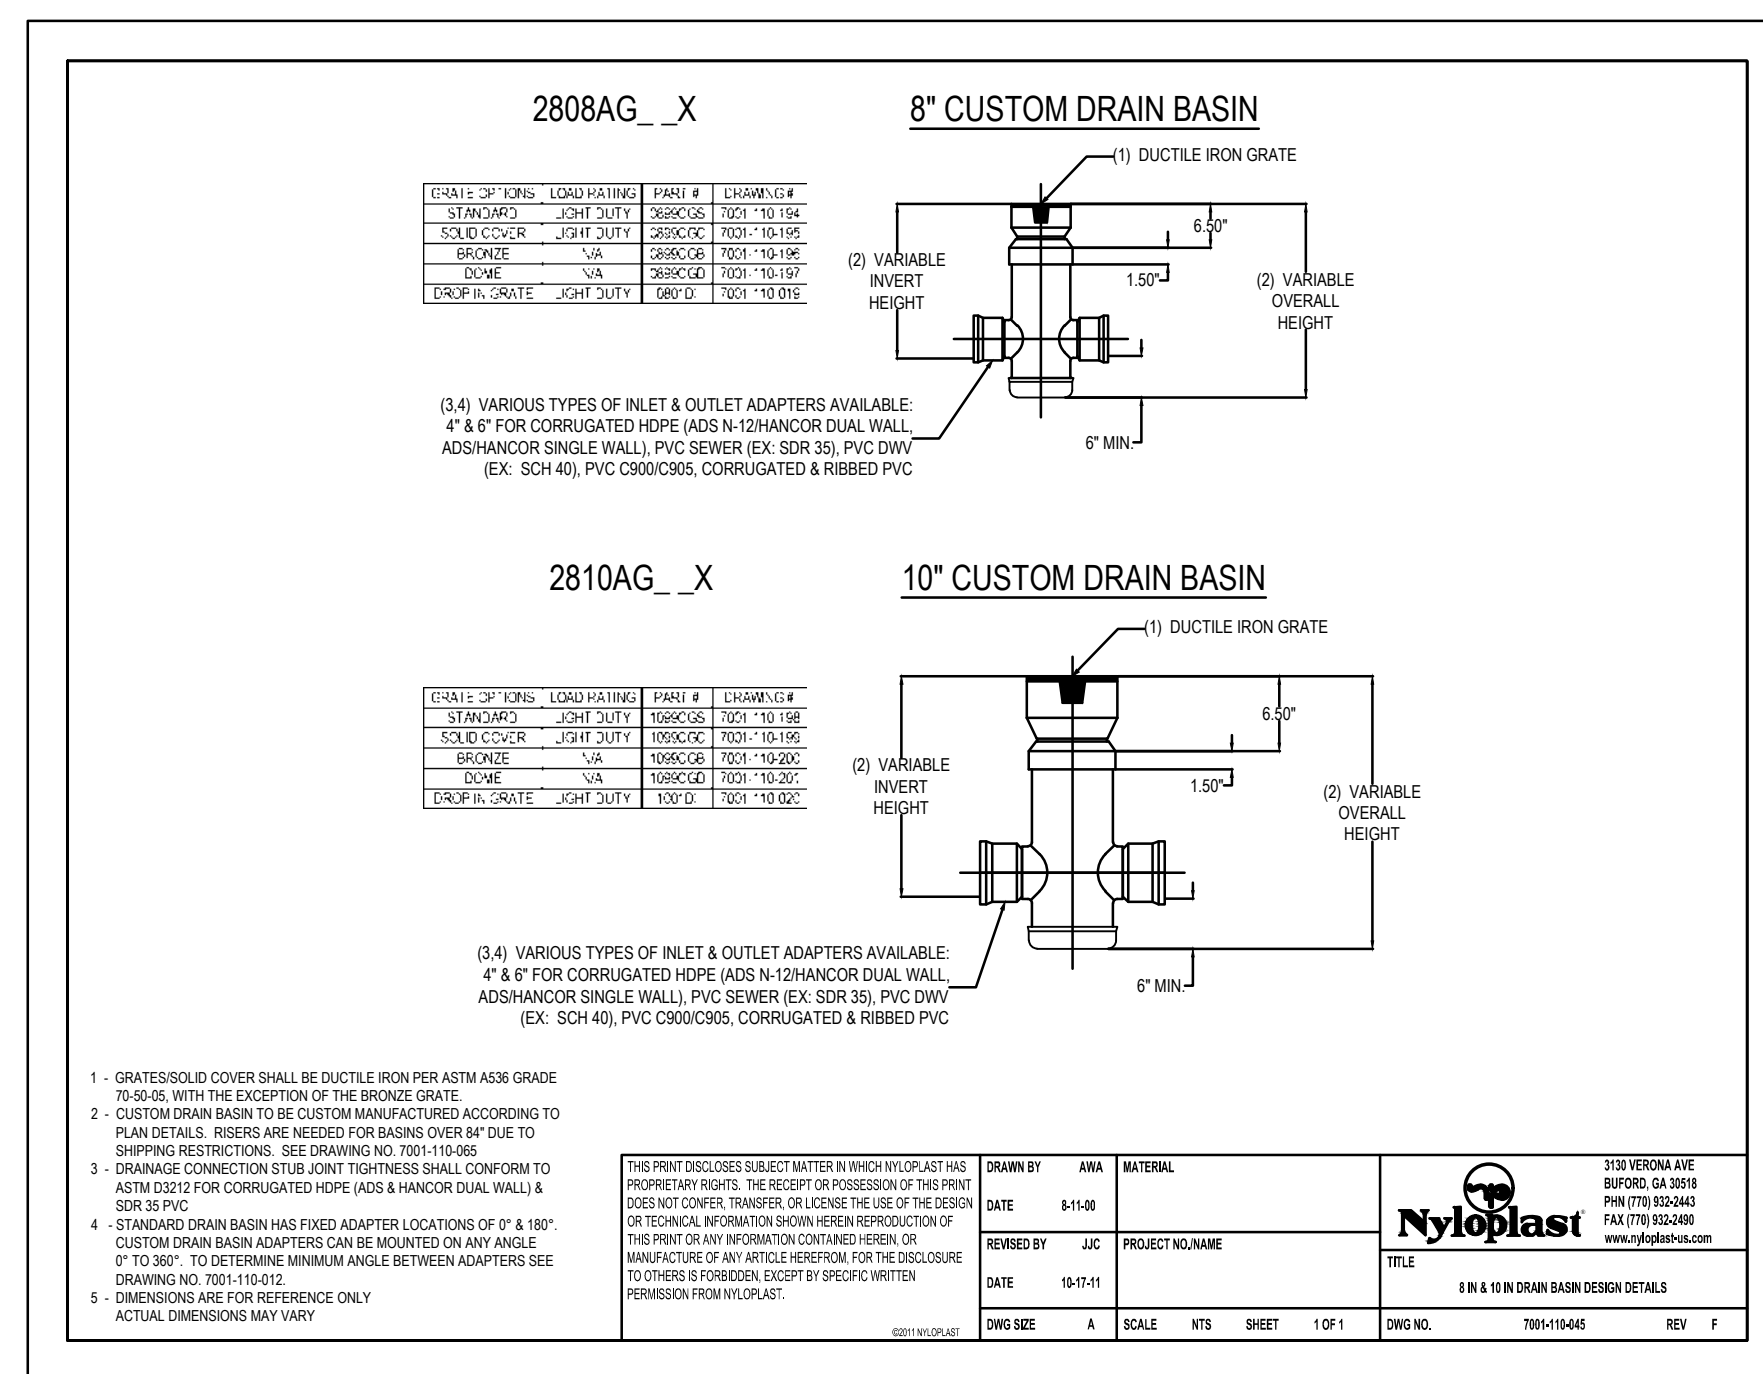 2808AG_ _X
8" CUSTOM DRAIN BASIN
(1) DUCTILE IRON GRATE
GRATE OPTIONS LOAD RATING PART # DRAWING #
STANDARD LIGHT DUTY 0899CGS 7001-110-194
SOLID COVER LIGHT DUTY 0899CGC 7001-110-195
BRONZE N/A 0899CGB 7001-110-196
DOME N/A 0899CGD 7001-110-197
DROP IN GRATE LIGHT DUTY 0801DI 7001-110-019
6.50"
1.50"
(2) VARIABLE
INVERT
HEIGHT
(2) VARIABLE
OVERALL
HEIGHT
(3,4) VARIOUS TYPES OF INLET & OUTLET ADAPTERS AVAILABLE:
4" & 6" FOR CORRUGATED HDPE (ADS N-12/HANCOR DUAL WALL,
ADS/HANCOR SINGLE WALL), PVC SEWER (EX: SDR 35), PVC DWV
(EX: SCH 40), PVC C900/C905, CORRUGATED & RIBBED PVC
6" MIN.
2810AG_ _X
10" CUSTOM DRAIN BASIN
(1) DUCTILE IRON GRATE
GRATE OPTIONS LOAD RATING PART # DRAWING #
STANDARD LIGHT DUTY 1099CGS 7001-110-198
SOLID COVER LIGHT DUTY 1099CGC 7001-110-199
BRONZE N/A 1099CGB 7001-110-200
DOME N/A 1099CGD 7001-110-201
DROP IN GRATE LIGHT DUTY 1001DI 7001-110-020
6.50"
1.50"
(2) VARIABLE
INVERT
HEIGHT
(2) VARIABLE
OVERALL
HEIGHT
(3,4) VARIOUS TYPES OF INLET & OUTLET ADAPTERS AVAILABLE:
4" & 6" FOR CORRUGATED HDPE (ADS N-12/HANCOR DUAL WALL,
ADS/HANCOR SINGLE WALL), PVC SEWER (EX: SDR 35), PVC DWV
(EX: SCH 40), PVC C900/C905, CORRUGATED & RIBBED PVC
6" MIN.
1 - GRATES/SOLID COVER SHALL BE DUCTILE IRON PER ASTM A536 GRADE
70-50-05, WITH THE EXCEPTION OF THE BRONZE GRATE.
2 - CUSTOM DRAIN BASIN TO BE CUSTOM MANUFACTURED ACCORDING TO
PLAN DETAILS. RISERS ARE NEEDED FOR BASINS OVER 84" DUE TO
SHIPPING RESTRICTIONS. SEE DRAWING NO. 7001-110-065
3 - DRAINAGE CONNECTION STUB JOINT TIGHTNESS SHALL CONFORM TO
ASTM D3212 FOR CORRUGATED HDPE (ADS & HANCOR DUAL WALL) &
SDR 35 PVC
4 - STANDARD DRAIN BASIN HAS FIXED ADAPTER LOCATIONS OF 0° & 180°.
CUSTOM DRAIN BASIN ADAPTERS CAN BE MOUNTED ON ANY ANGLE
0° TO 360°. TO DETERMINE MINIMUM ANGLE BETWEEN ADAPTERS SEE
DRAWING NO. 7001-110-012.
5 - DIMENSIONS ARE FOR REFERENCE ONLY
ACTUAL DIMENSIONS MAY VARY
THIS PRINT DISCLOSES SUBJECT MATTER IN WHICH NYLOPLAST HAS
PROPRIETARY RIGHTS. THE RECEIPT OR POSSESSION OF THIS PRINT
DOES NOT CONFER, TRANSFER, OR LICENSE THE USE OF THE DESIGN
OR TECHNICAL INFORMATION SHOWN HEREIN REPRODUCTION OF
THIS PRINT OR ANY INFORMATION CONTAINED HEREIN, OR
MANUFACTURE OF ANY ARTICLE HEREFROM, FOR THE DISCLOSURE
TO OTHERS IS FORBIDDEN, EXCEPT BY SPECIFIC WRITTEN
PERMISSION FROM NYLOPLAST.
©2011 NYLOPLAST
DRAWN BY AWA
DATE 8-11-00
REVISED BY JJC
DATE 10-17-11
DWG SIZE A
MATERIAL
PROJECT NO./NAME
SCALE NTS SHEET 1 OF 1
Nyloplast
3130 VERONA AVE
BUFORD, GA 30518
PHN (770) 932-2443
FAX (770) 932-2490
www.nyloplast-us.com
TITLE
8 IN & 10 IN DRAIN BASIN DESIGN DETAILS
DWG NO. 7001-110-045 REV F